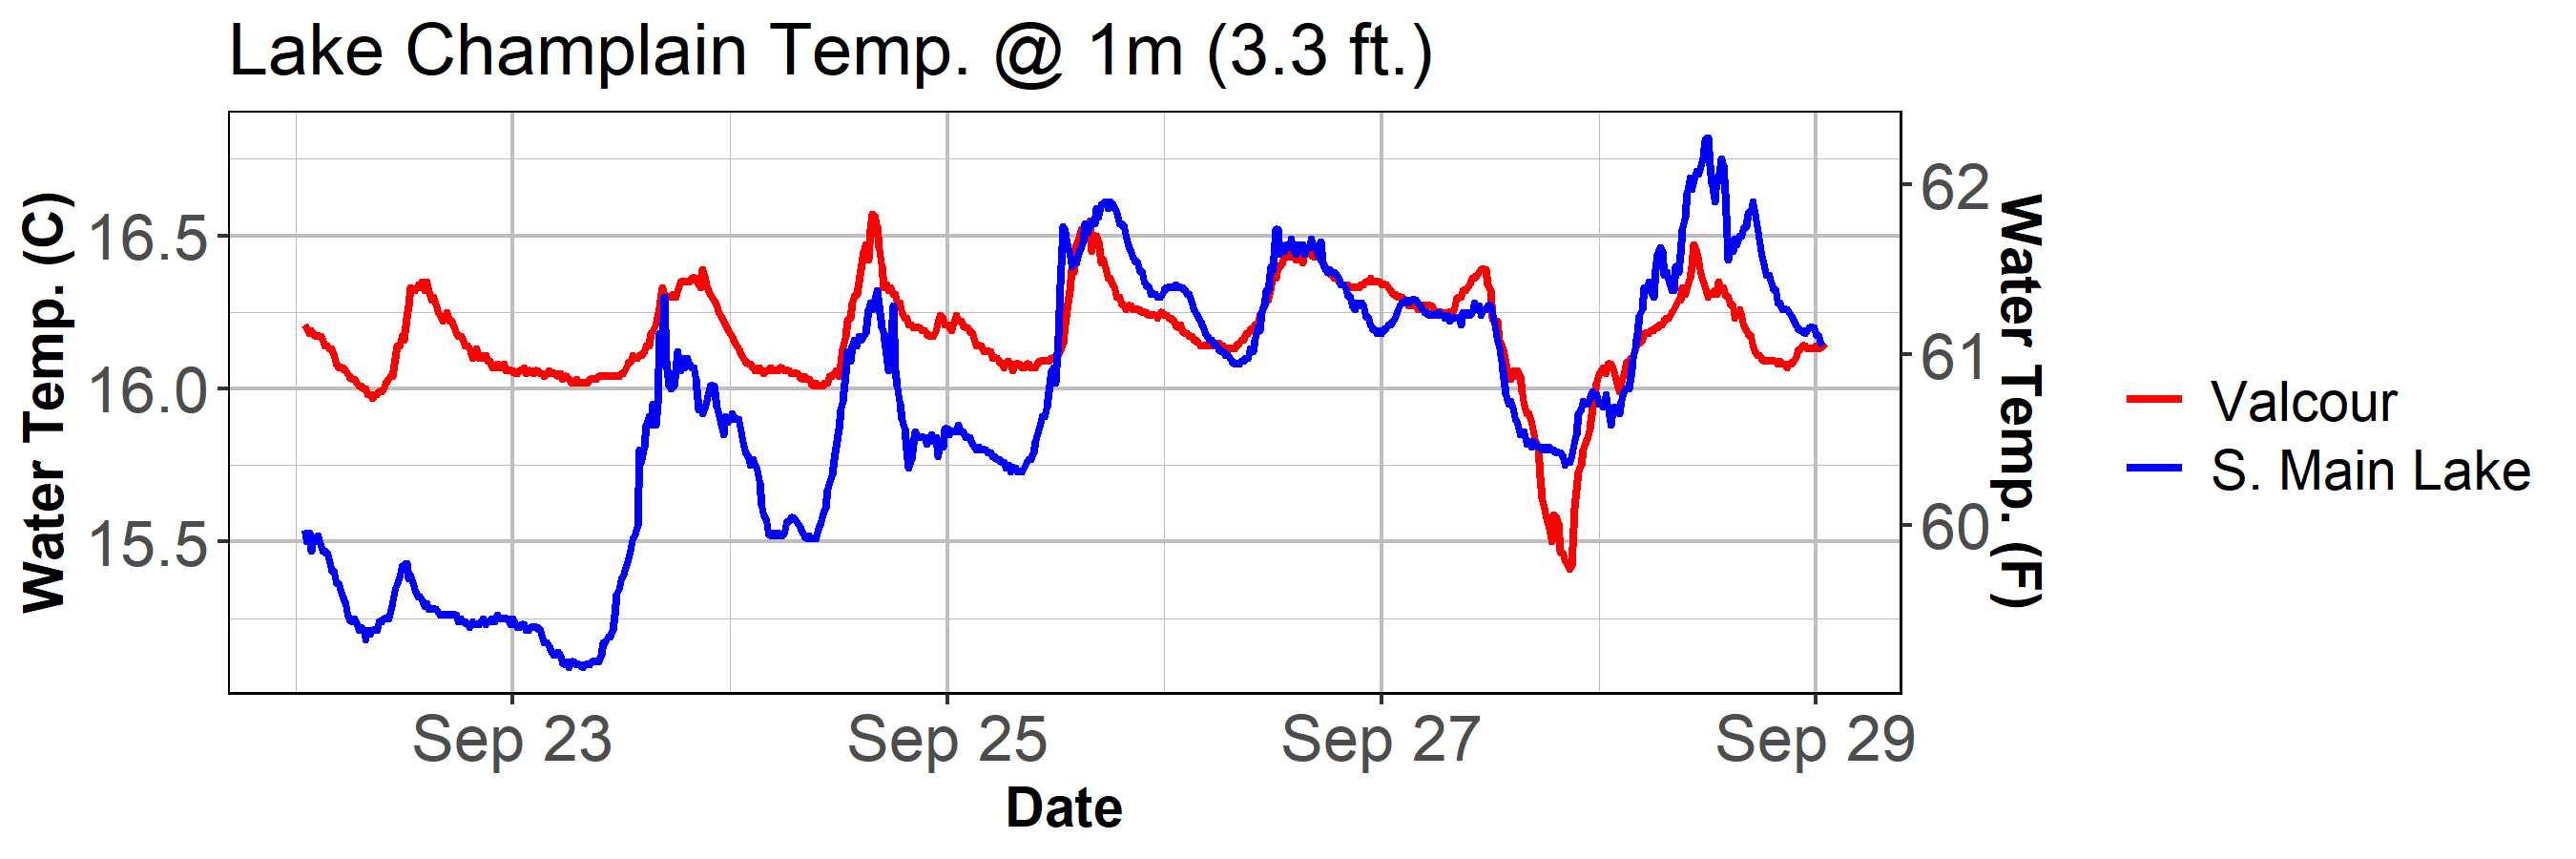 Lake Champlain Temp. @ 1m (3.3 ft.)
Water Temp. (C)
16.5
16.0
15.5
62
61
60
Water Temp. (F)
Sep 23
Sep 25
Sep 27
Sep 29
Date
Valcour
S. Main Lake